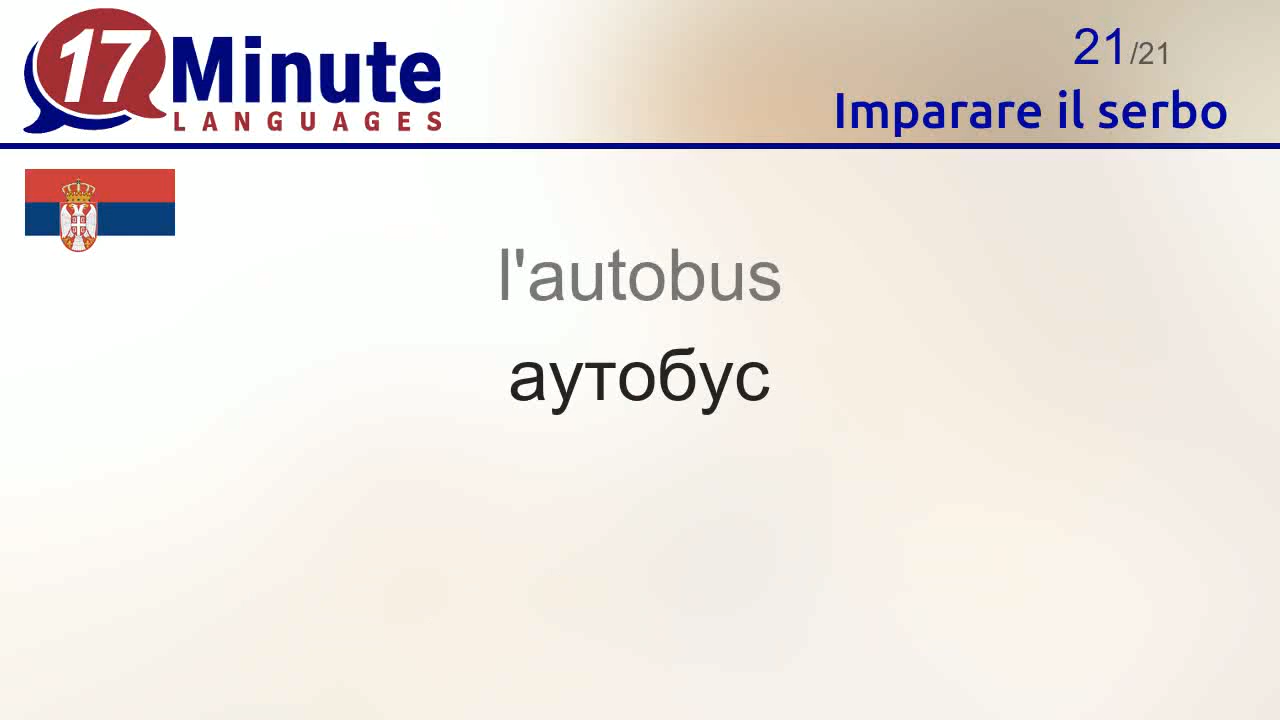 17 Minute
LANGUAGES
21/21
Imparare il serbo
l'autobus
аутобус